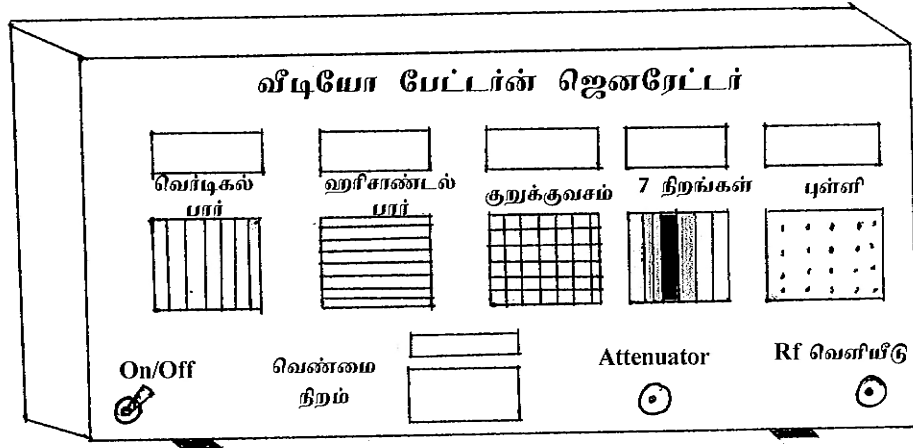 வீடியோ பேட்டர்ன் ஜெனரேட்டர்
வெர்டிகல்
பார்
ஹரிசாண்டல்
பார்
குறுக்குவசம்
7 நிறங்கள்
புள்ளி
On/Off
வெண்மை
நிறம்
Attenuator
Rf வெளியீடு